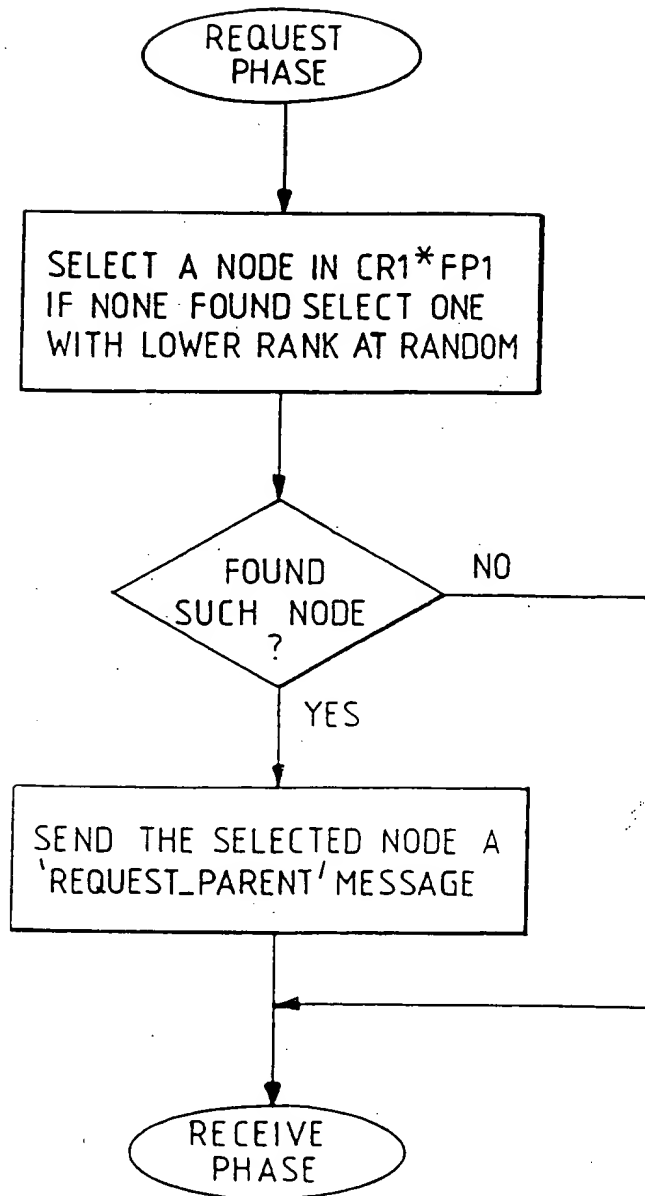 REQUEST
PHASE
SELECT A NODE IN CR1*FP1
IF NONE FOUND SELECT ONE
WITH LOWER RANK AT RANDOM
FOUND
SUCH NODE
?
NO
YES
SEND THE SELECTED NODE A
'REQUEST_PARENT' MESSAGE
RECEIVE
PHASE